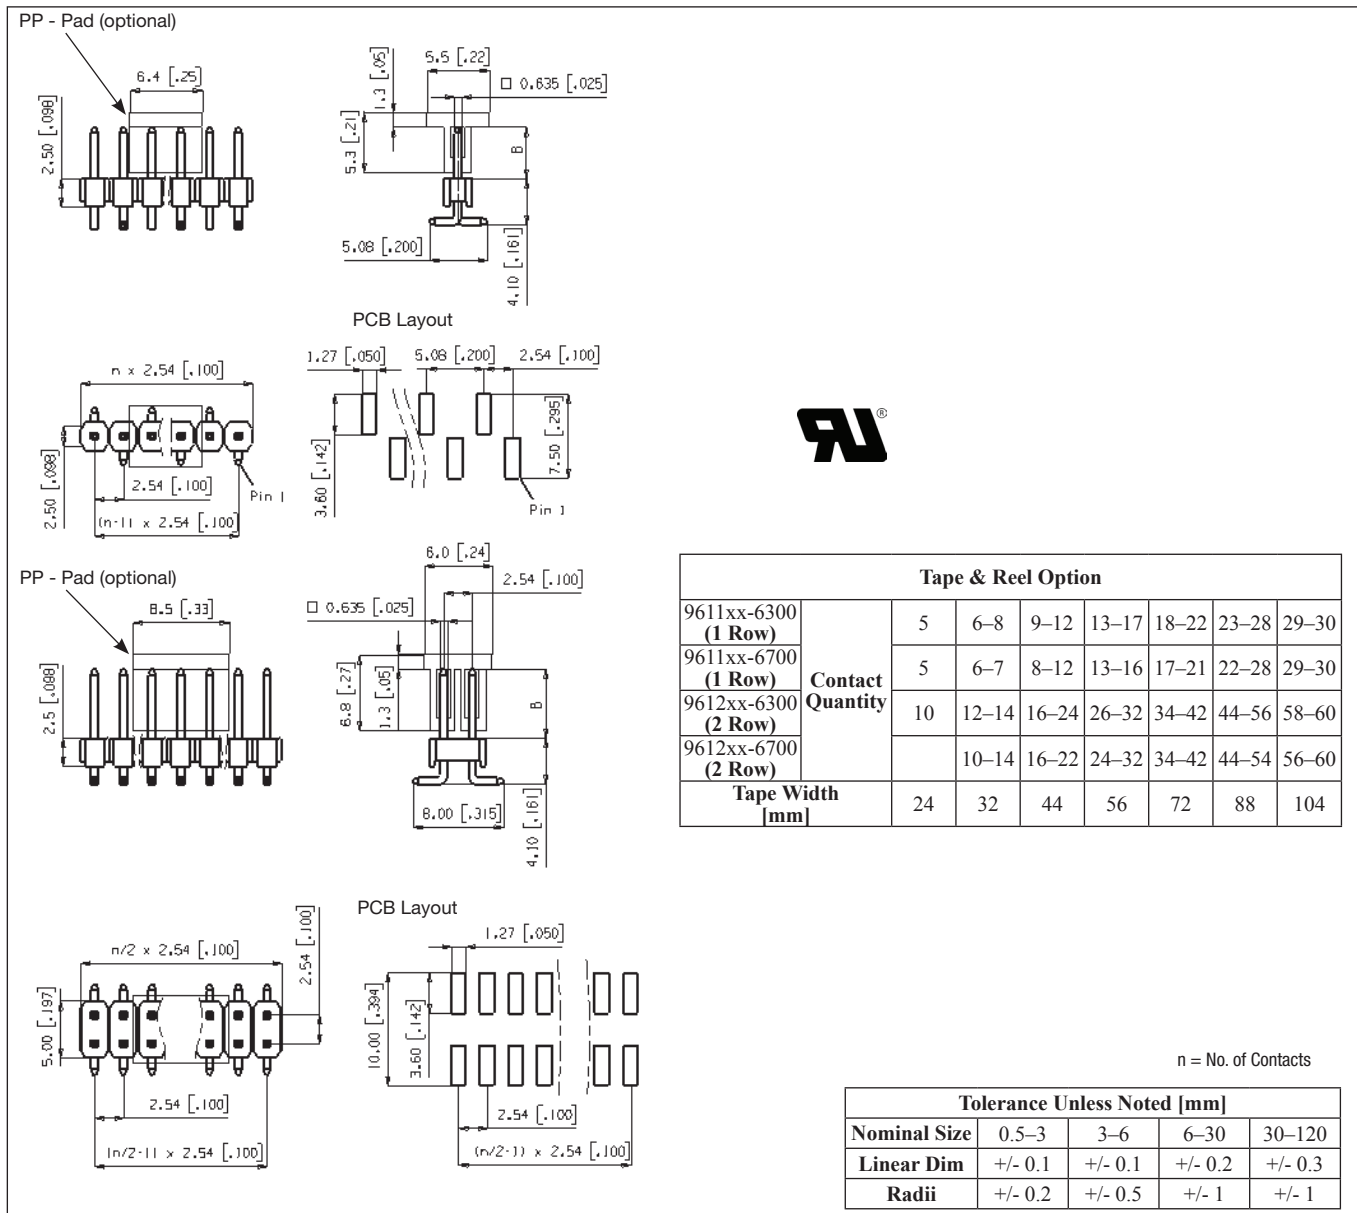 PP - Pad (optional)
6.4 [.25]
2.50 [.098]
1.3 [.05]
5.5 [.22]
□ 0.635 [.025]
5.3 [.21]
B
5.08 [.200]
4.10 [.161]
PCB Layout
n x 2.54 [.100]
2.50 [.098]
2.54 [.100]
(n-1) x 2.54 [.100]
Pin 1
1.27 [.050]
5.08 [.200]
2.54 [.100]
3.60 [.142]
7.50 [.295]
Pin 1
®
PP - Pad (optional)
8.5 [.33]
2.5 [.098]
6.0 [.24]
2.54 [.100]
□ 0.635 [.025]
6.8 [.27]
1.3 [.05]
B
8.00 [.315]
4.10 [.161]
Tape & Reel Option
9611xx-6300 (1 Row) 5 6–8 9–12 13–17 18–22 23–28 29–30
9611xx-6700 (1 Row) 5 6–7 8–12 13–16 17–21 22–28 29–30
Contact Quantity
9612xx-6300 (2 Row) 10 12–14 16–24 26–32 34–42 44–56 58–60
9612xx-6700 (2 Row) 10–14 16–22 24–32 34–42 44–54 56–60
Tape Width [mm] 24 32 44 56 72 88 104
n/2 x 2.54 [.100]
2.54 [.100]
5.00 [.197]
2.54 [.100]
(n/2-1) x 2.54 [.100]
PCB Layout
1.27 [.050]
10.00 [.394]
3.60 [.142]
2.54 [.100]
(n/2-1) x 2.54 [.100]
n = No. of Contacts
Tolerance Unless Noted [mm]
Nominal Size 0.5–3 3–6 6–30 30–120
Linear Dim +/- 0.1 +/- 0.1 +/- 0.2 +/- 0.3
Radii +/- 0.2 +/- 0.5 +/- 1 +/- 1